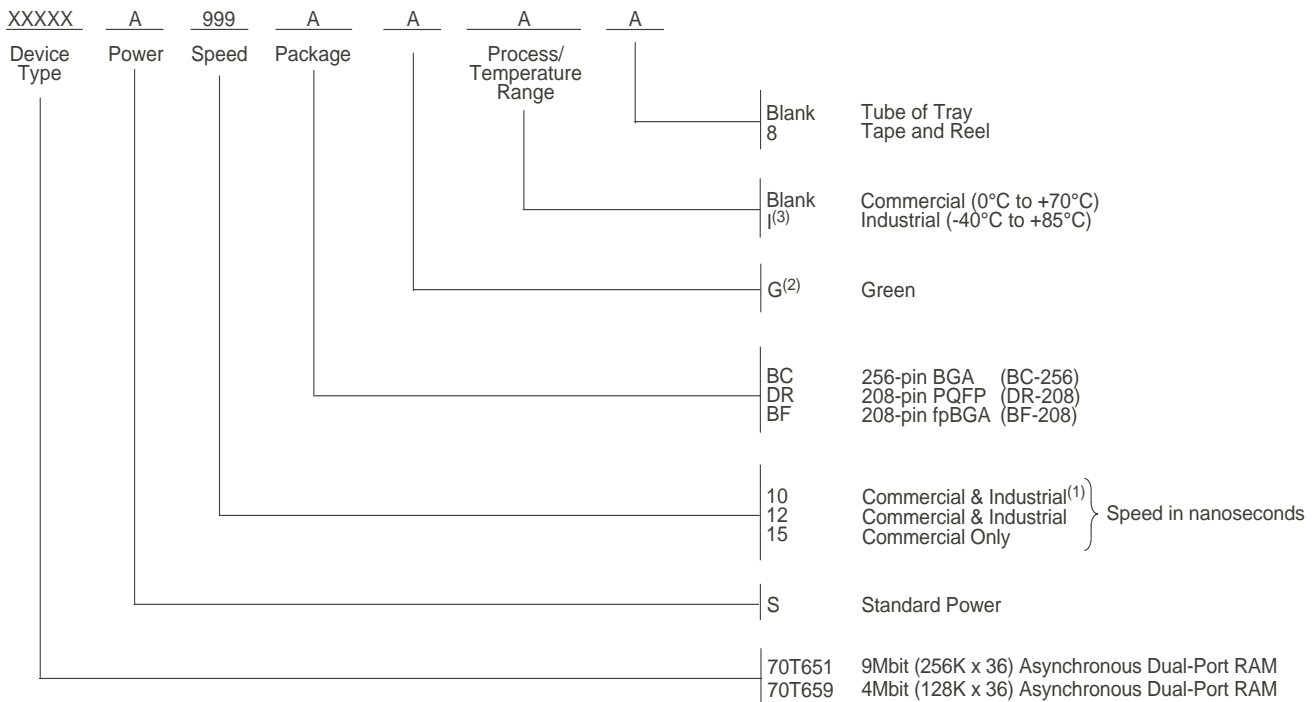 XXXXX A 999 A A A A
Device Type
Power
Speed
Package
Process/
Temperature
Range
Blank Tube of Tray
8 Tape and Reel
Blank Commercial (0°C to +70°C)
I(3) Industrial (-40°C to +85°C)
G(2) Green
BC 256-pin BGA (BC-256)
DR 208-pin PQFP (DR-208)
BF 208-pin fpBGA (BF-208)
10 Commercial & Industrial(1)
12 Commercial & Industrial
15 Commercial Only
Speed in nanoseconds
S Standard Power
70T651 9Mbit (256K x 36) Asynchronous Dual-Port RAM
70T659 4Mbit (128K x 36) Asynchronous Dual-Port RAM